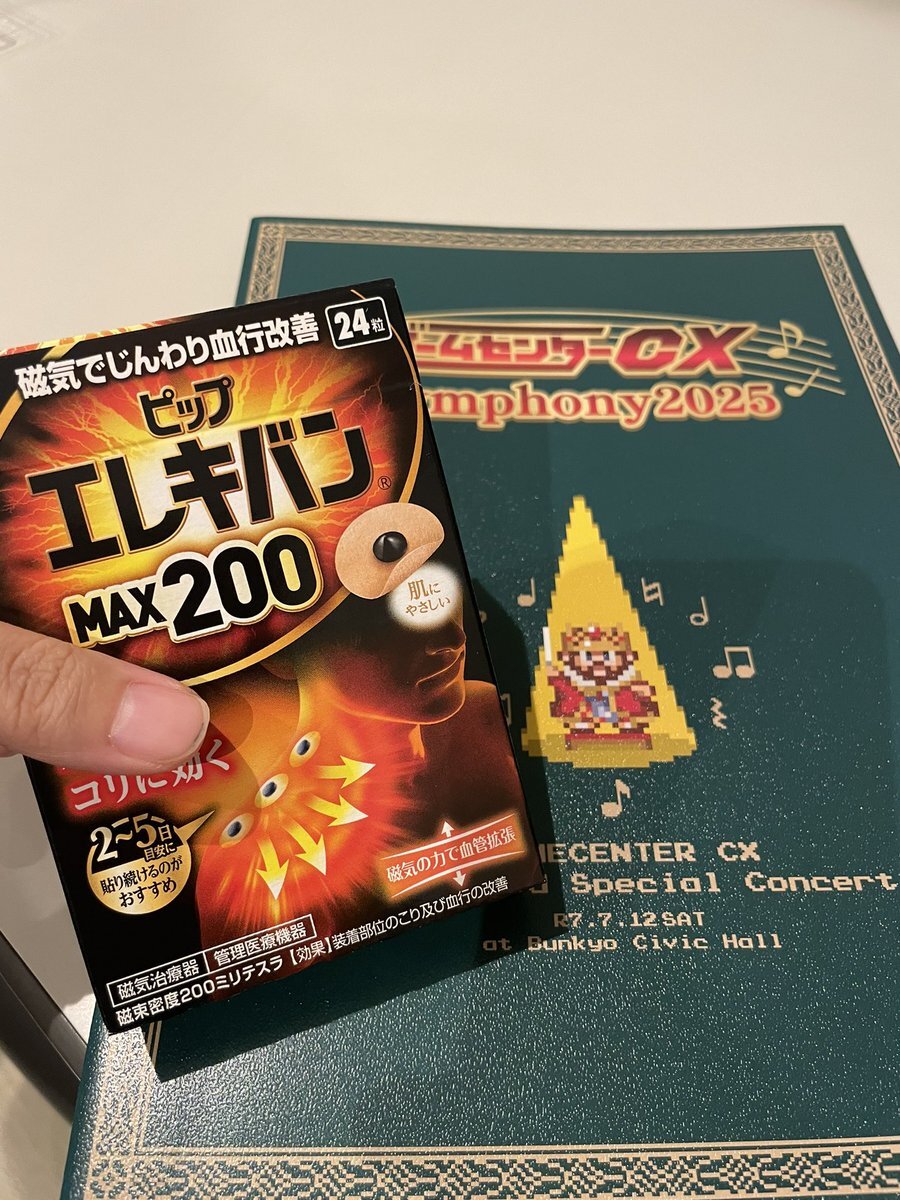 磁気でじんわり血行改善
24粒
ピップ
エレキバン®
MAX200
肌に
やさしい
コリに効く
2~5日
目安に
貼り続けるのが
おすすめ
磁気の力で血管拡張
磁気治療器 管理医療機器
磁束密度200ミリテスラ【効果】装着部位のこり及び血行の改善
ームセンターCX
mphony2025
ECENTER CX
Special Concert
R7.7.12SAT
at Bunkyo Civic Hall